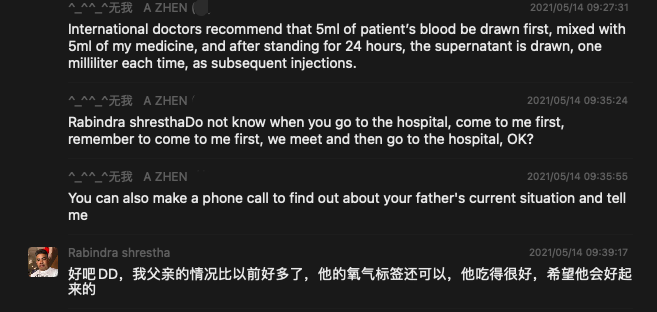 ^_^^_^无我 A ZHEN (
2021/05/14 09:27:31
International doctors recommend that 5ml of patient's blood be drawn first, mixed with
5ml of my medicine, and after standing for 24 hours, the supernatant is drawn, one
milliliter each time, as subsequent injections.
^_^^_^无我 A ZHEN
2021/05/14 09:35:24
Rabindra shresthaDo not know when you go to the hospital, come to me first,
remember to come to me first, we meet and then go to the hospital, OK?
^_^^_^无我 A ZHEN
2021/05/14 09:35:55
You can also make a phone call to find out about your father's current situation and tell
me
Rabindra shrestha
2021/05/14 09:39:17
好吧DD，我父亲的情况比以前好多了，他的氧气标签还可以，他吃得很好，希望他会好起
来的